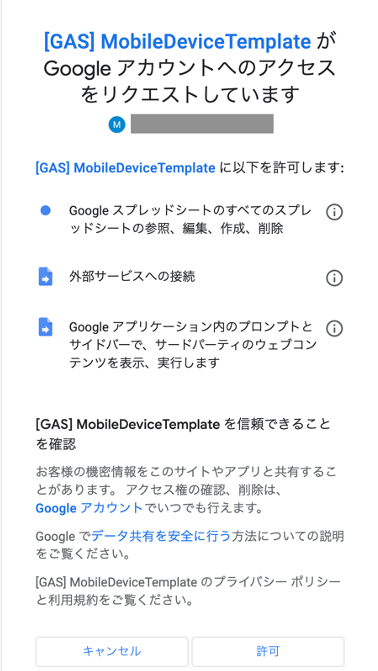 [GAS] MobileDeviceTemplate が
Google アカウントへのアクセス
をリクエストしています
M
[GAS] MobileDeviceTemplate に以下を許可します:
Google スプレッドシートのすべてのスプレ
ッドシートの参照、編集、作成、削除
外部サービスへの接続
Google アプリケーション内のプロンプトと
サイドバーで、サードパーティのウェブコン
テンツを表示、実行します
[GAS] MobileDeviceTemplate を信頼できること
を確認
お客様の機密情報をこのサイトやアプリと共有するこ
とがあります。 アクセス権の確認、削除は、
Google アカウントでいつでも行えます。
Google でデータ共有を安全に行う方法についての説明
をご覧ください。
[GAS] MobileDeviceTemplate のプライバシー ポリシー
と利用規約をご覧ください。
キャンセル
許可